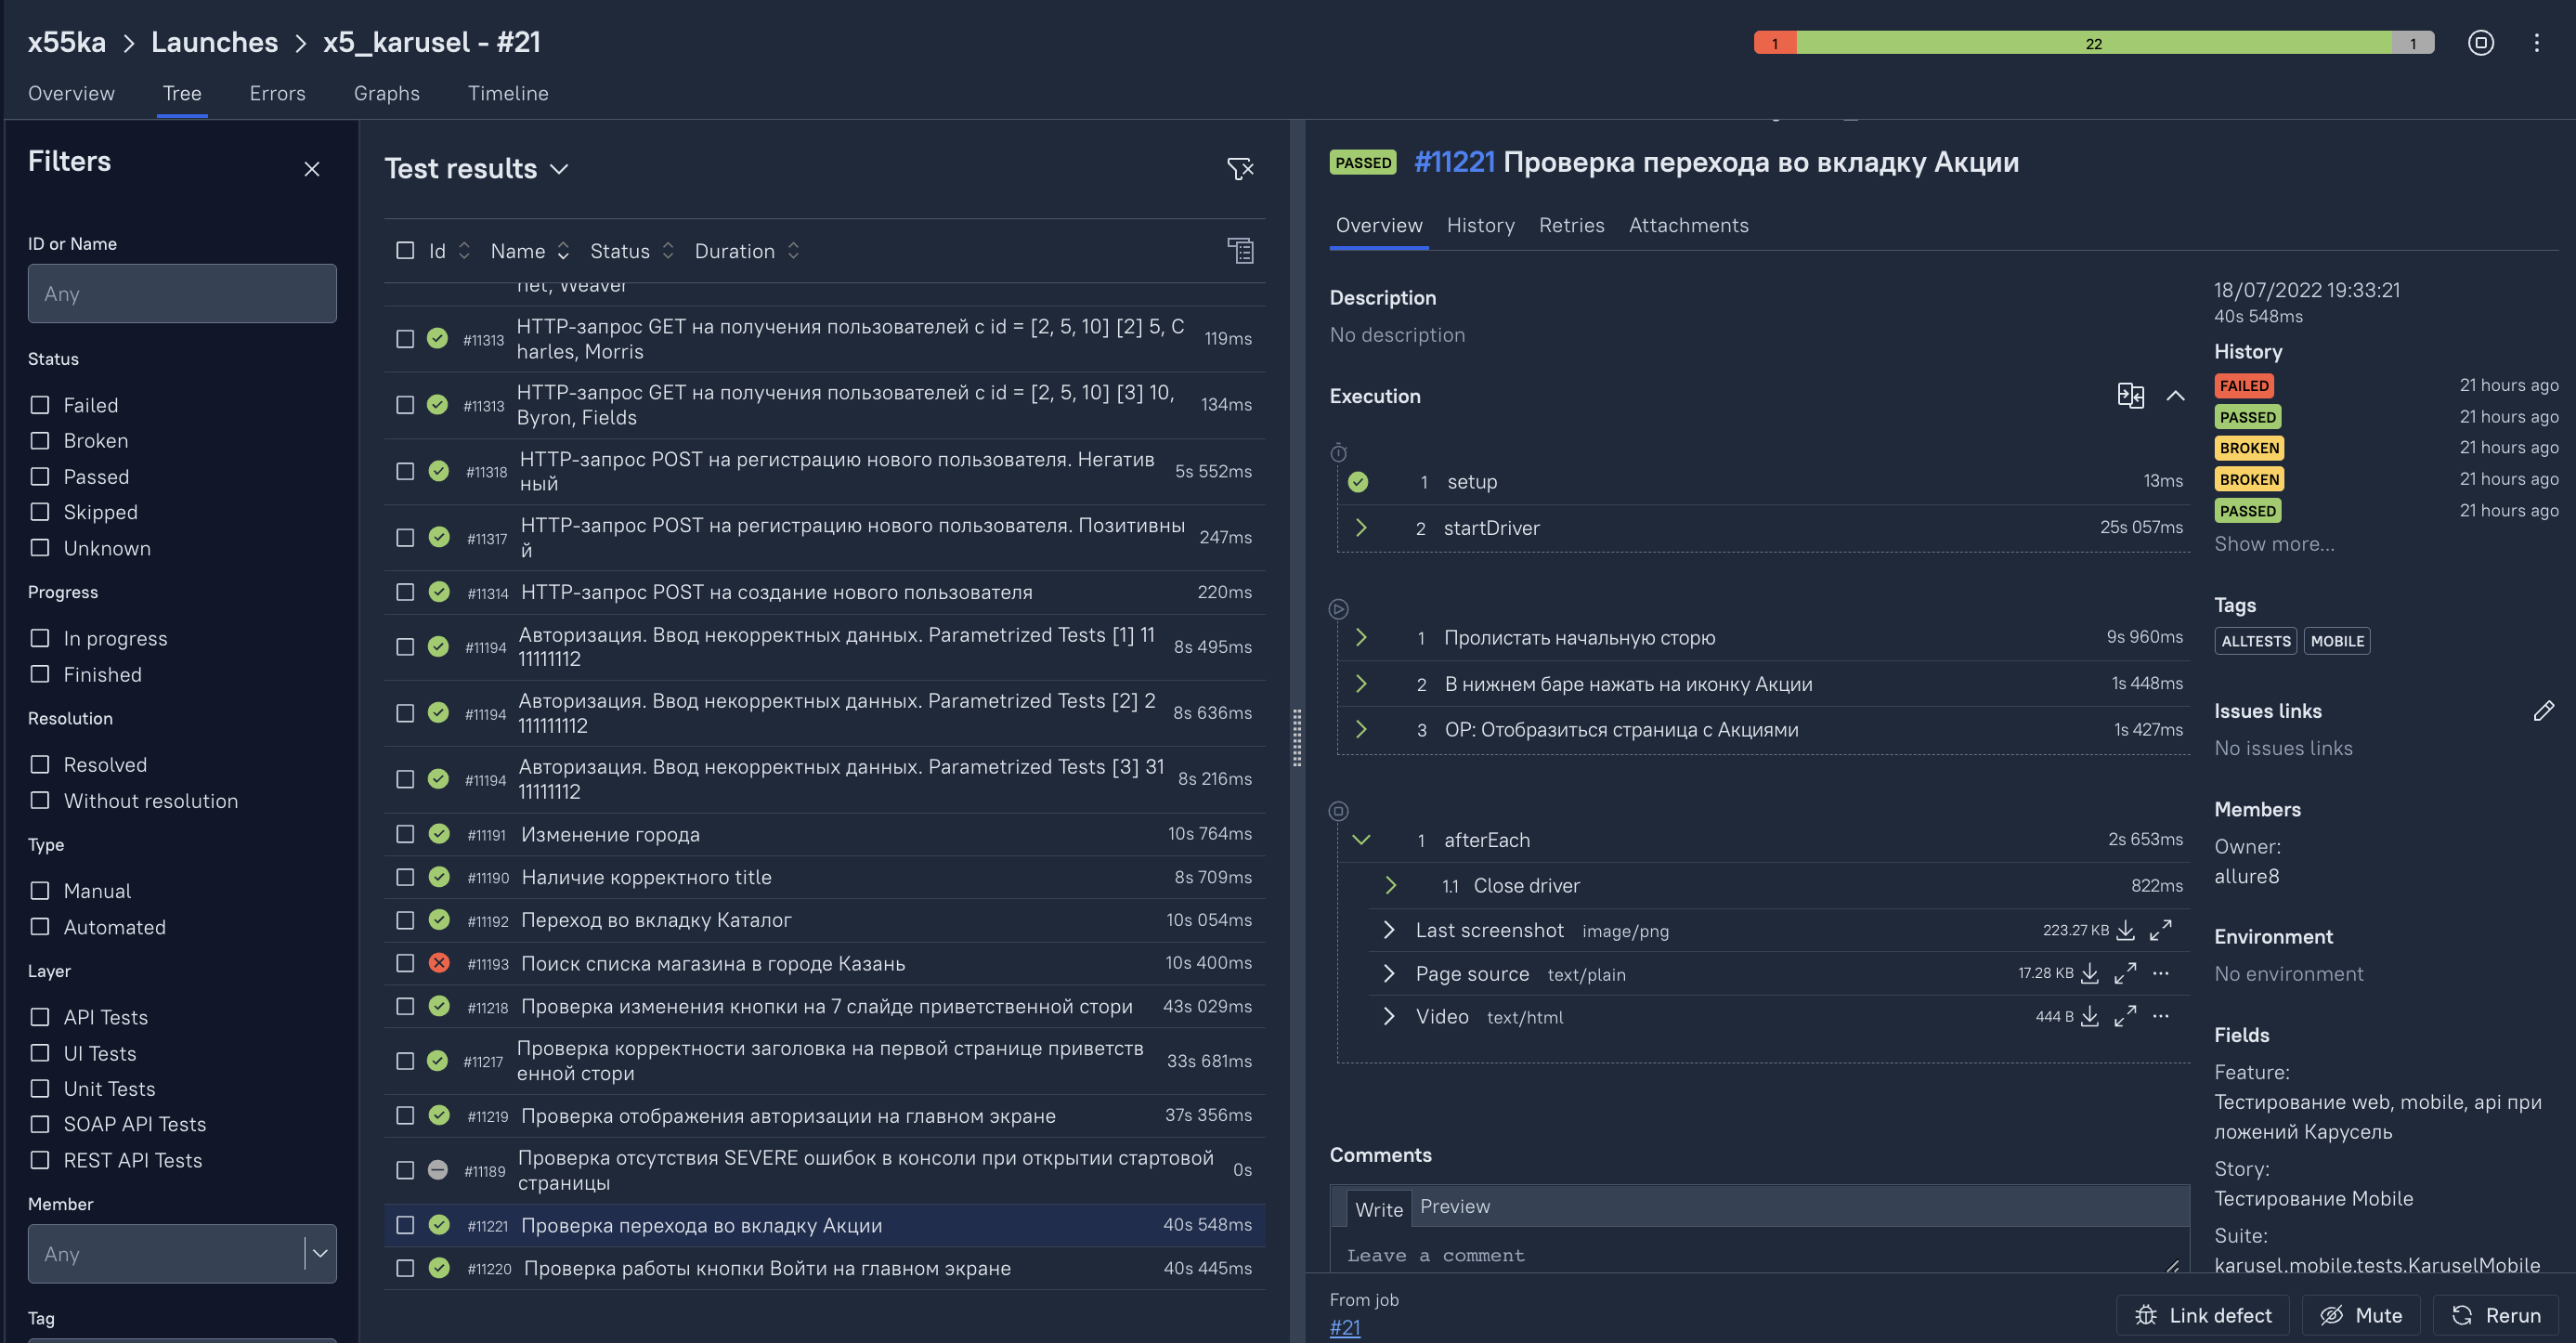 x55ka > Launches > x5_karusel - #21
1 22 1
Overview Tree Errors Graphs Timeline
Filters
ID or Name
Any
Status
Failed
Broken
Passed
Skipped
Unknown
Progress
In progress
Finished
Resolution
Resolved
Without resolution
Type
Manual
Automated
Layer
API Tests
UI Tests
Unit Tests
SOAP API Tests
REST API Tests
Member
Any
Tag
Test results
Id Name Status Duration
net, Weaver
#11313 HTTP-запрос GET на получения пользователей с id = [2, 5, 10] [2] 5, C 119ms
harles, Morris
#11313 HTTP-запрос GET на получения пользователей с id = [2, 5, 10] [3] 10, 134ms
Byron, Fields
#11318 HTTP-запрос POST на регистрацию нового пользователя. Негатив 5s 552ms
ный
#11317 HTTP-запрос POST на регистрацию нового пользователя. Позитивны 247ms
й
#11314 HTTP-запрос POST на создание нового пользователя 220ms
#11194 Авторизация. Ввод некорректных данных. Parametrized Tests [1] 11 8s 495ms
11111112
#11194 Авторизация. Ввод некорректных данных. Parametrized Tests [2] 2 8s 636ms
111111112
#11194 Авторизация. Ввод некорректных данных. Parametrized Tests [3] 31 8s 216ms
11111112
#11191 Изменение города 10s 764ms
#11190 Наличие корректного title 8s 709ms
#11192 Переход во вкладку Каталог 10s 054ms
#11193 Поиск списка магазина в городе Казань 10s 400ms
#11218 Проверка изменения кнопки на 7 слайде приветственной стори 43s 029ms
#11217 Проверка корректности заголовка на первой странице приветств 33s 681ms
енной стори
#11219 Проверка отображения авторизации на главном экране 37s 356ms
#11189 Проверка отсутствия SEVERE ошибок в консоли при открытии стартовой 0s
страницы
#11221 Проверка перехода во вкладку Акции 40s 548ms
#11220 Проверка работы кнопки Войти на главном экране 40s 445ms
PASSED #11221 Проверка перехода во вкладку Акции
Overview History Retries Attachments
Description
No description
Execution
1 setup 13ms
2 startDriver 25s 057ms
1 Пролистать начальную сторю 9s 960ms
2 В нижнем баре нажать на иконку Акции 1s 448ms
3 ОР: Отобразиться страница с Акциями 1s 427ms
1 afterEach 2s 653ms
1.1 Close driver 822ms
Last screenshot image/png 223.27 KB
Page source text/plain 17.28 KB
Video text/html 444 B
Comments
Write Preview
Leave a comment
From job
#21
18/07/2022 19:33:21
40s 548ms
History
FAILED 21 hours ago
PASSED 21 hours ago
BROKEN 21 hours ago
BROKEN 21 hours ago
PASSED 21 hours ago
Show more...
Tags
ALLTESTS MOBILE
Issues links
No issues links
Members
Owner:
allure8
Environment
No environment
Fields
Feature:
Тестирование web, mobile, api при
ложений Карусель
Story:
Тестирование Mobile
Suite:
karusel.mobile.tests.KaruselMobile
Link defect Mute Rerun